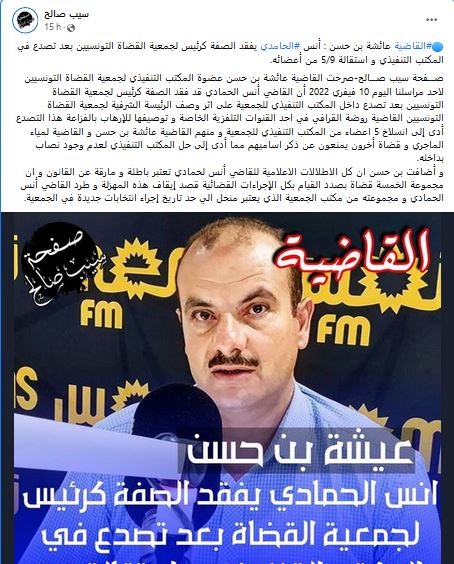 سيب صالح
15 h ·
🔵#القاضية عائشة بن حسن : أنس #الحامدي يفقد الصفة كرئيس لجمعية القضاة التونسيين بعد تصدع في
المكتب التنفيذي و استقالة 5/9 من أعضائه.
صـفحة سيب صـالح-صرحت القاضية عائشة بن حسن عضوة المكتب التنفيذي لجمعية القضاة التونسيين
لاحد مراسلنا اليوم 10 فيفري 2022 أن القاضي أنس الحمادي قد فقد الصفة كرئيس لجمعية القضاة
التونسيين بعد تصدع داخل المكتب التنفيذي للجمعية على اثر وصف الرئيسة الشرفية لجمعية القضاة
التونسيين القاضية روضة القرافي في احد القنوات التلفزية الخاصة و توصيفها للإرهاب بالفزاعة هذا التصدع
أدى إلى انسلاخ 5 اعضاء من المكتب التنفيذي للجمعية و منهم القاضية عائشة بن حسن و القاضية لمياء
الماجري و قضاة أخرون يمنعون عن ذكر اساميهم مما أدى إلى حل المكتب التنفيذي لعدم وجود نصاب
بداخله.
و أضافت بن حسن ان كل الاطلالات الاعلامية للقاضي أنس لحمادي تعتبر باطلة و مارقة عن القانون و ان
مجموعة الخمسة قضاة بصدد القيام بكل الإجراءات القضائية قصد إيقاف هذه المهزلة و طرد القاضي أنس
الحمادي و مجموعته من مكتب الجمعية الذي يعتبر منحل الي حد تاريخ إجراء انتخابات جديدة في الجمعية.
صفحة
سيب صالح
القاضية
FM
FM
عيشة بن حسن
انس الحمادي يفقد الصفة كرئيس
لجمعية القضاة بعد تصدع في